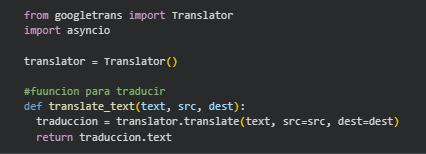 from googletrans import Translator
import asyncio
translator = Translator()
#fuuncion para traducir
def translate_text(text, src, dest):
traduccion = translator.translate(text, src=src, dest=dest)
return traduccion.text